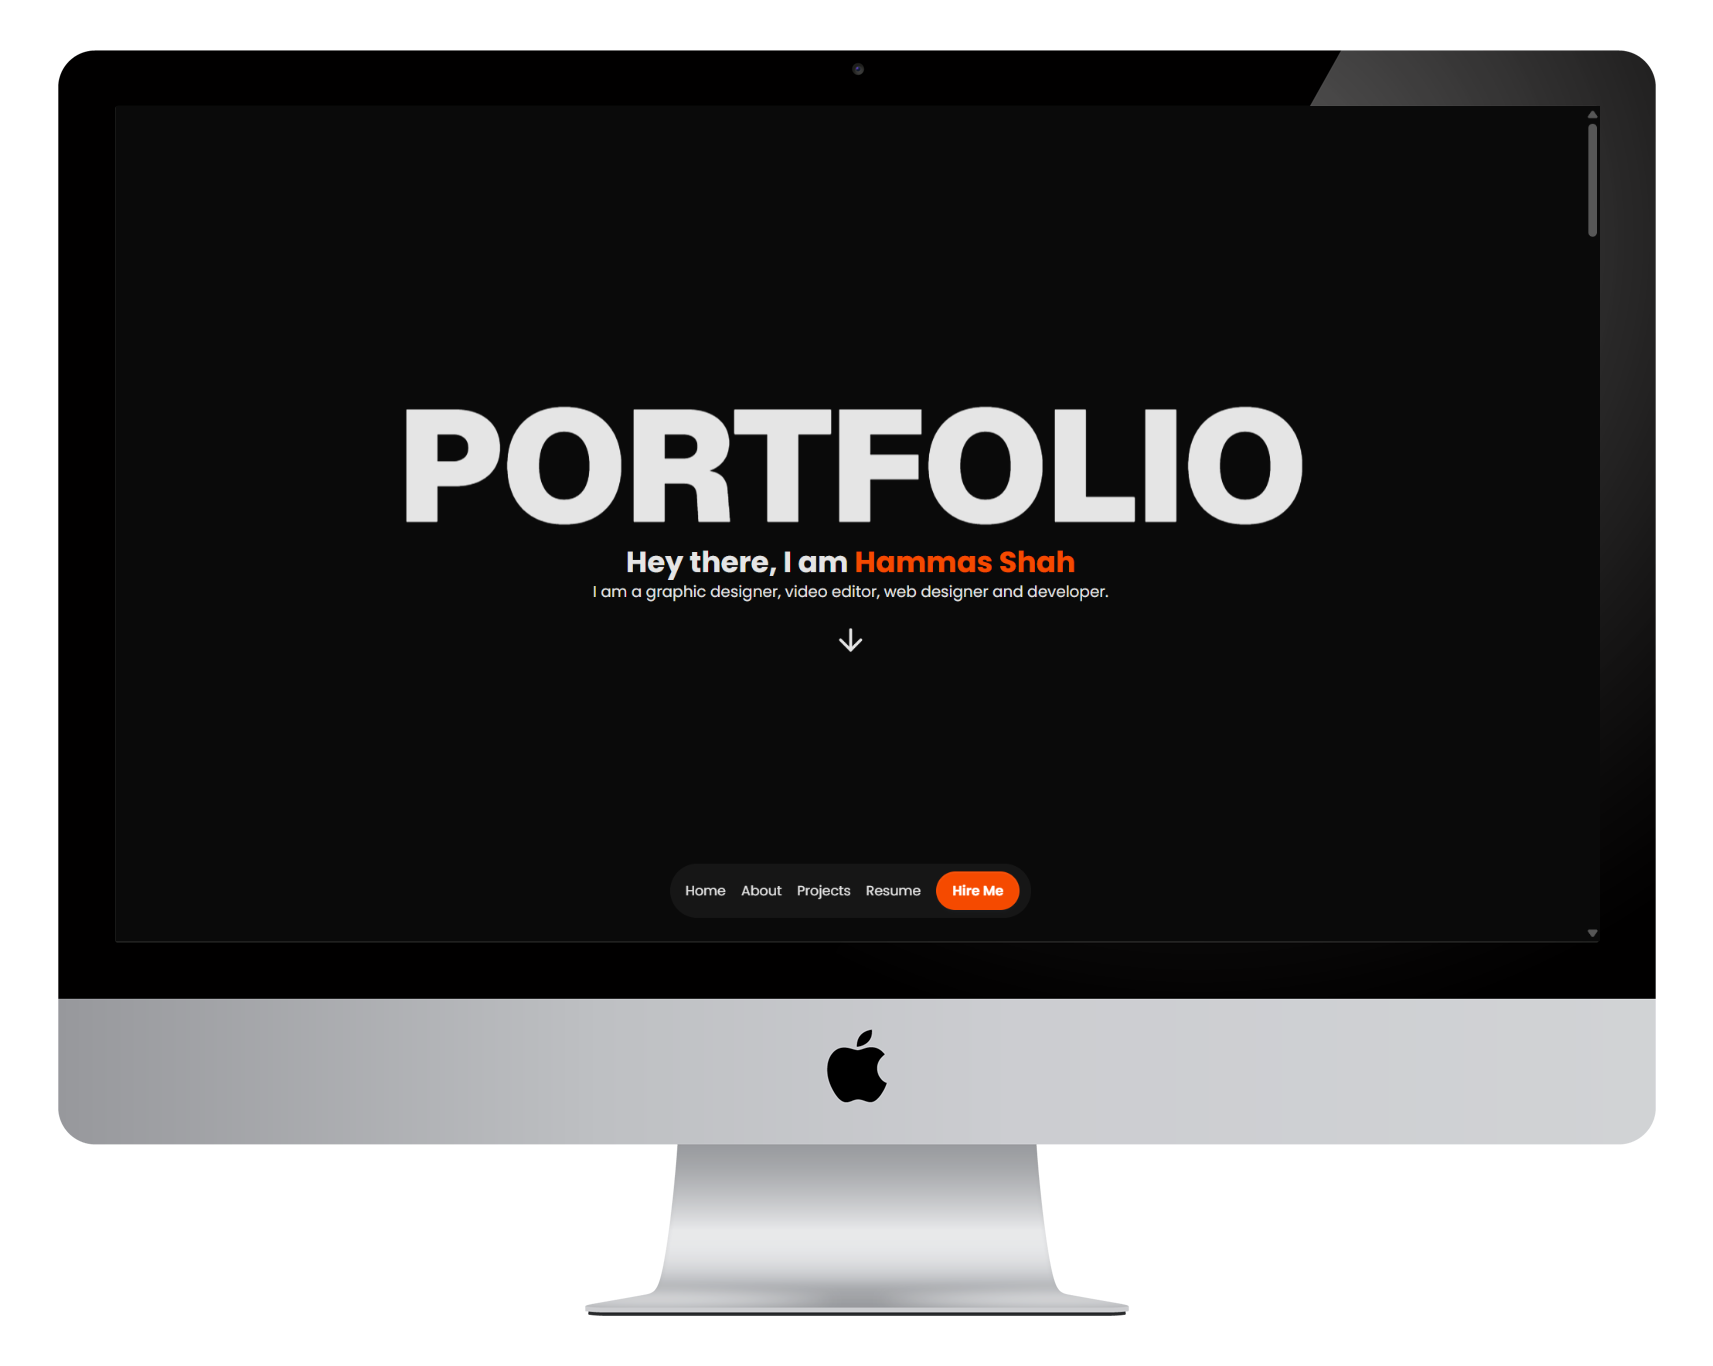 PORTFOLIO
Hey there, I am Hammas Shah
I am a graphic designer, video editor, web designer and developer.
Home About Projects Resume Hire Me